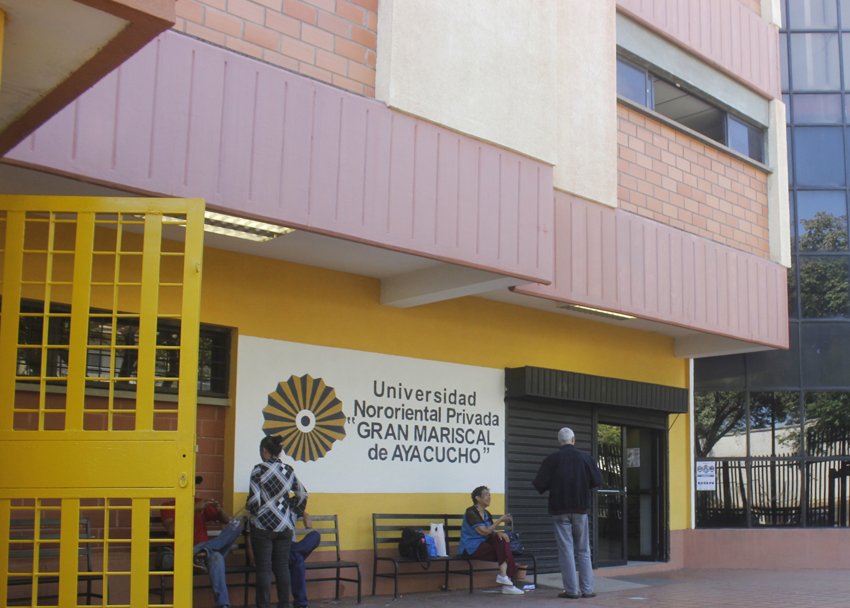 Universidad
Nororiental Privada
"GRAN MARISCAL
de AYACUCHO"